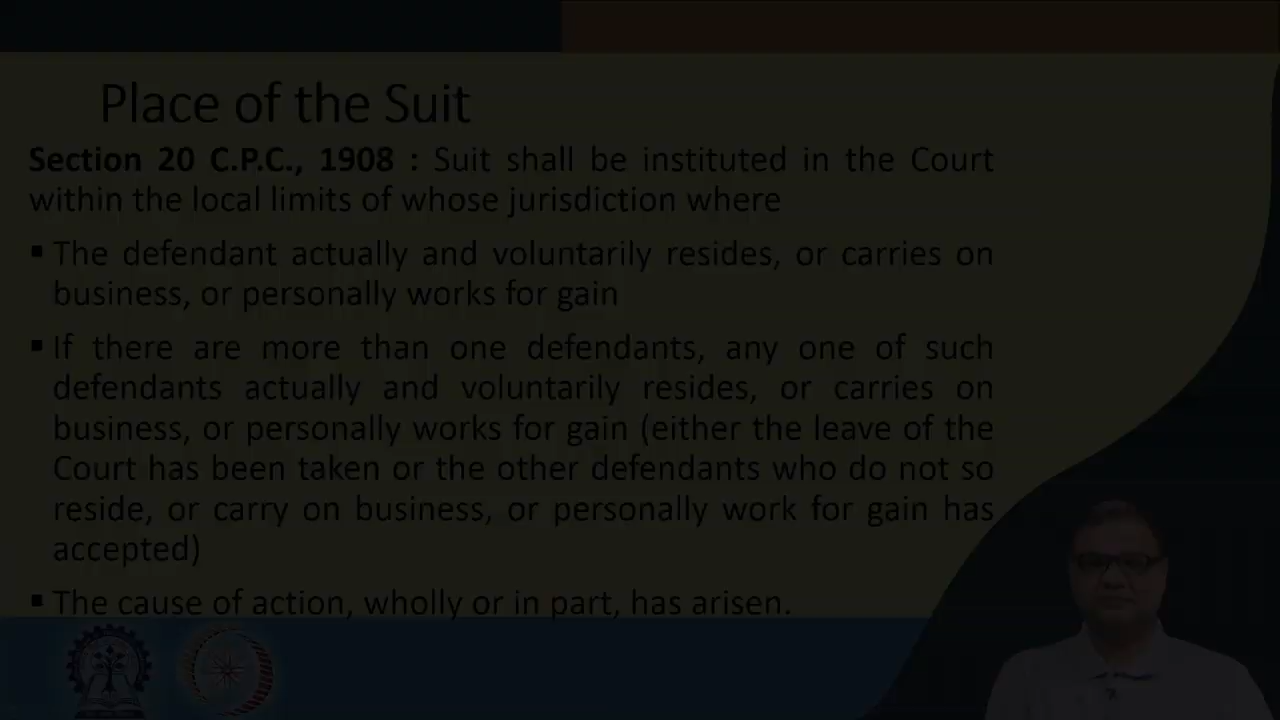 Place of the Suit
Section 20 C.P.C., 1908 : Suit shall be instituted in the Court
within the local limits of whose jurisdiction where
▪ The defendant actually and voluntarily resides, or carries on
business, or personally works for gain
▪ If there are more than one defendants, any one of such
defendants actually and voluntarily resides, or carries on
business, or personally works for gain (either the leave of the
Court has been taken or the other defendants who do not so
reside, or carry on business, or personally work for gain has
accepted)
▪ The cause of action, wholly or in part, has arisen.